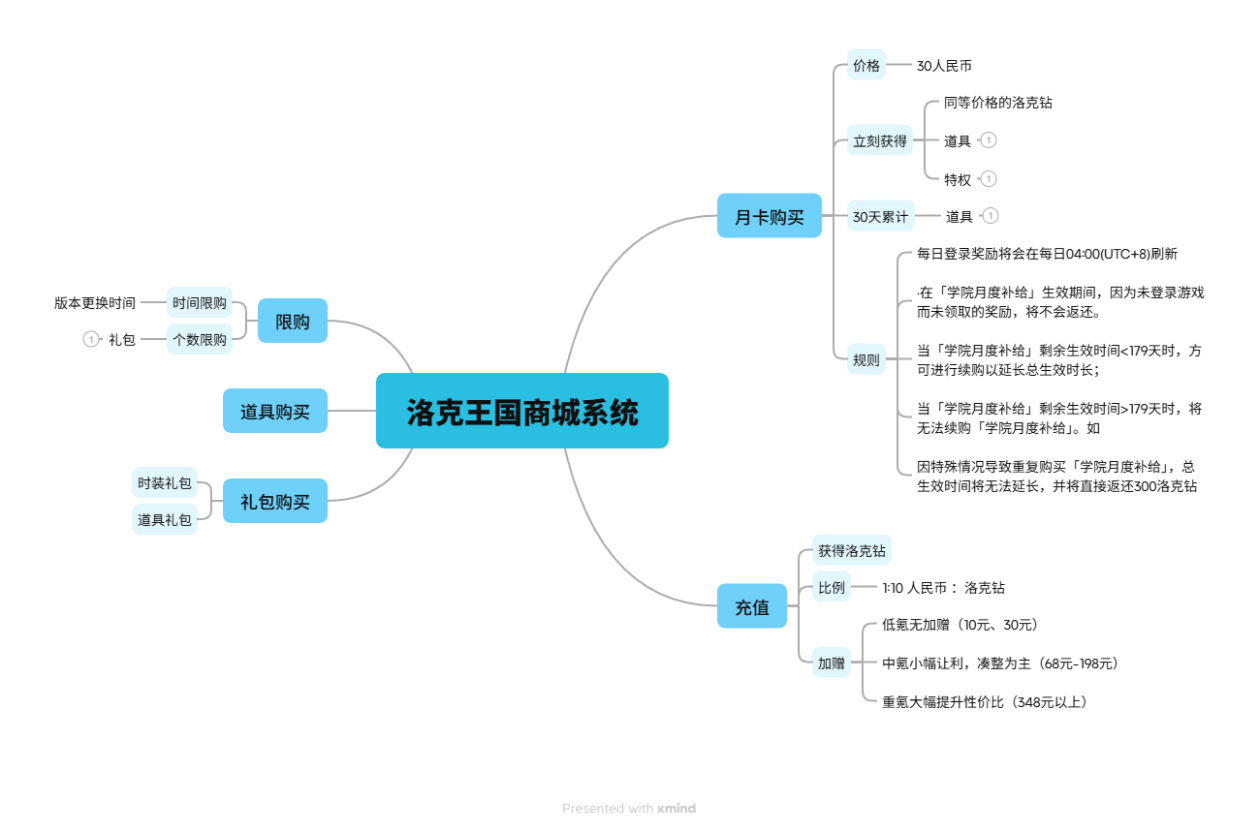 洛克王国商城系统
月卡购买
价格
30人民币
立刻获得
同等价格的洛克钻
道具
1
特权
1
30天累计
道具
1
规则
每日登录奖励将会在每日04:00(UTC+8)刷新
·在「学院月度补给」生效期间，因为未登录游戏
而未领取的奖励，将不会返还。
当「学院月度补给」剩余生效时间<179天时，方
可进行续购以延长总生效时长；
当「学院月度补给」剩余生效时间>179天时，将
无法续购「学院月度补给」。如
因特殊情况导致重复购买「学院月度补给」，总
生效时间将无法延长，并将直接返还300洛克钻
充值
获得洛克钻
比例
1:10 人民币 ：洛克钻
加赠
低氪无加赠（10元、30元）
中氪小幅让利，凑整为主（68元-198元）
重氪大幅提升性价比（348元以上）
限购
时间限购
版本更换时间
个数限购
礼包
1
道具购买
礼包购买
时装礼包
道具礼包
Presented with xmind